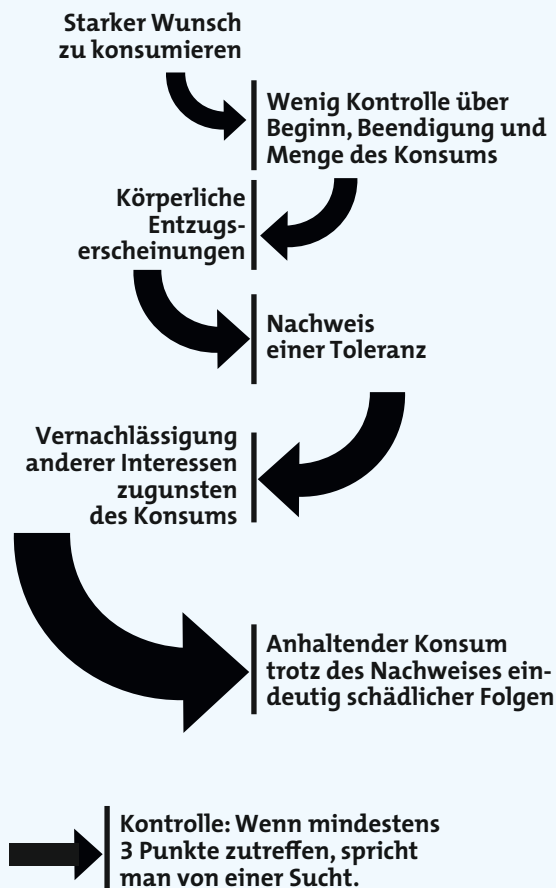 Starker Wunsch
zu konsumieren
Wenig Kontrolle über
Beginn, Beendigung und
Menge des Konsums
Körperliche
Entzugs-
erscheinungen
Nachweis
einer Toleranz
Vernachlässigung
anderer Interessen
zugunsten
des Konsums
Anhaltender Konsum
trotz des Nachweises ein-
deutig schädlicher Folgen
Kontrolle: Wenn mindestens
3 Punkte zutreffen, spricht
man von einer Sucht.